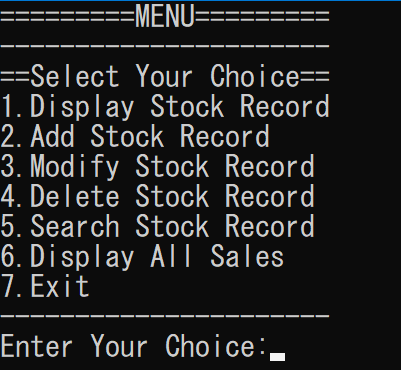 =========MENU=========
----------------------
==Select Your Choice==
1.Display Stock Record
2.Add Stock Record
3.Modify Stock Record
4.Delete Stock Record
5.Search Stock Record
6.Display All Sales
7.Exit
----------------------
Enter Your Choice: